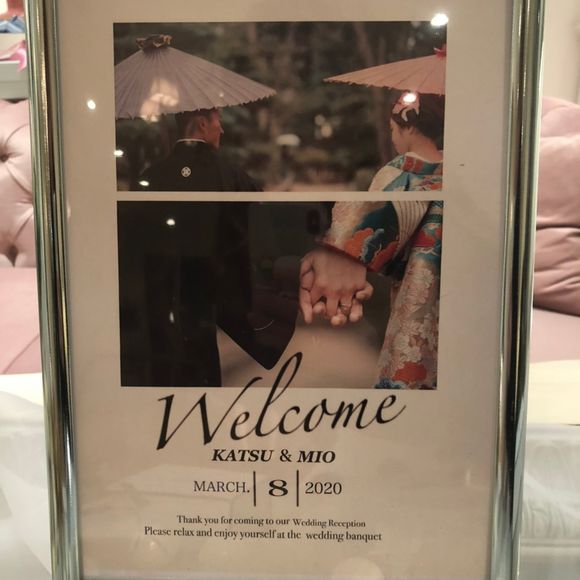 Welcome
KATSU & MIO
MARCH. | 8 | 2020
Thank you for coming to our Wedding Reception
Please relax and enjoy yourself at the wedding banquet